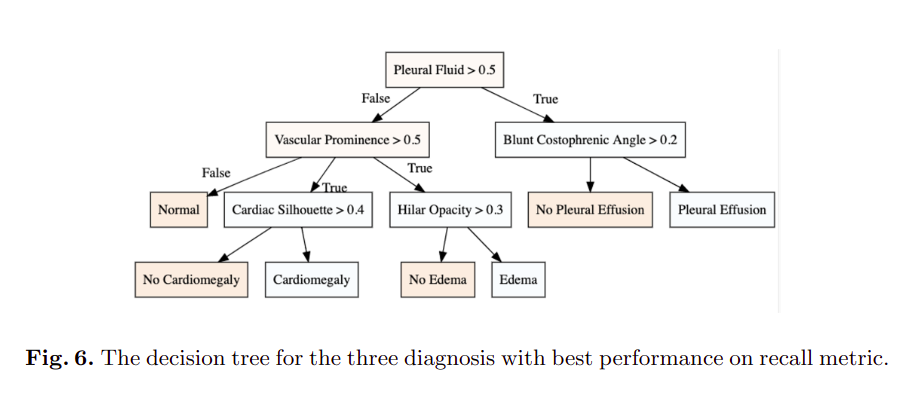 Pleural Fluid > 0.5
False
True
Vascular Prominence > 0.5
Blunt Costophrenic Angle > 0.2
False
True
True
Normal
Cardiac Silhouette > 0.4
Hilar Opacity > 0.3
No Pleural Effusion
Pleural Effusion
No Cardiomegaly
Cardiomegaly
No Edema
Edema
Fig. 6. The decision tree for the three diagnosis with best performance on recall metric.